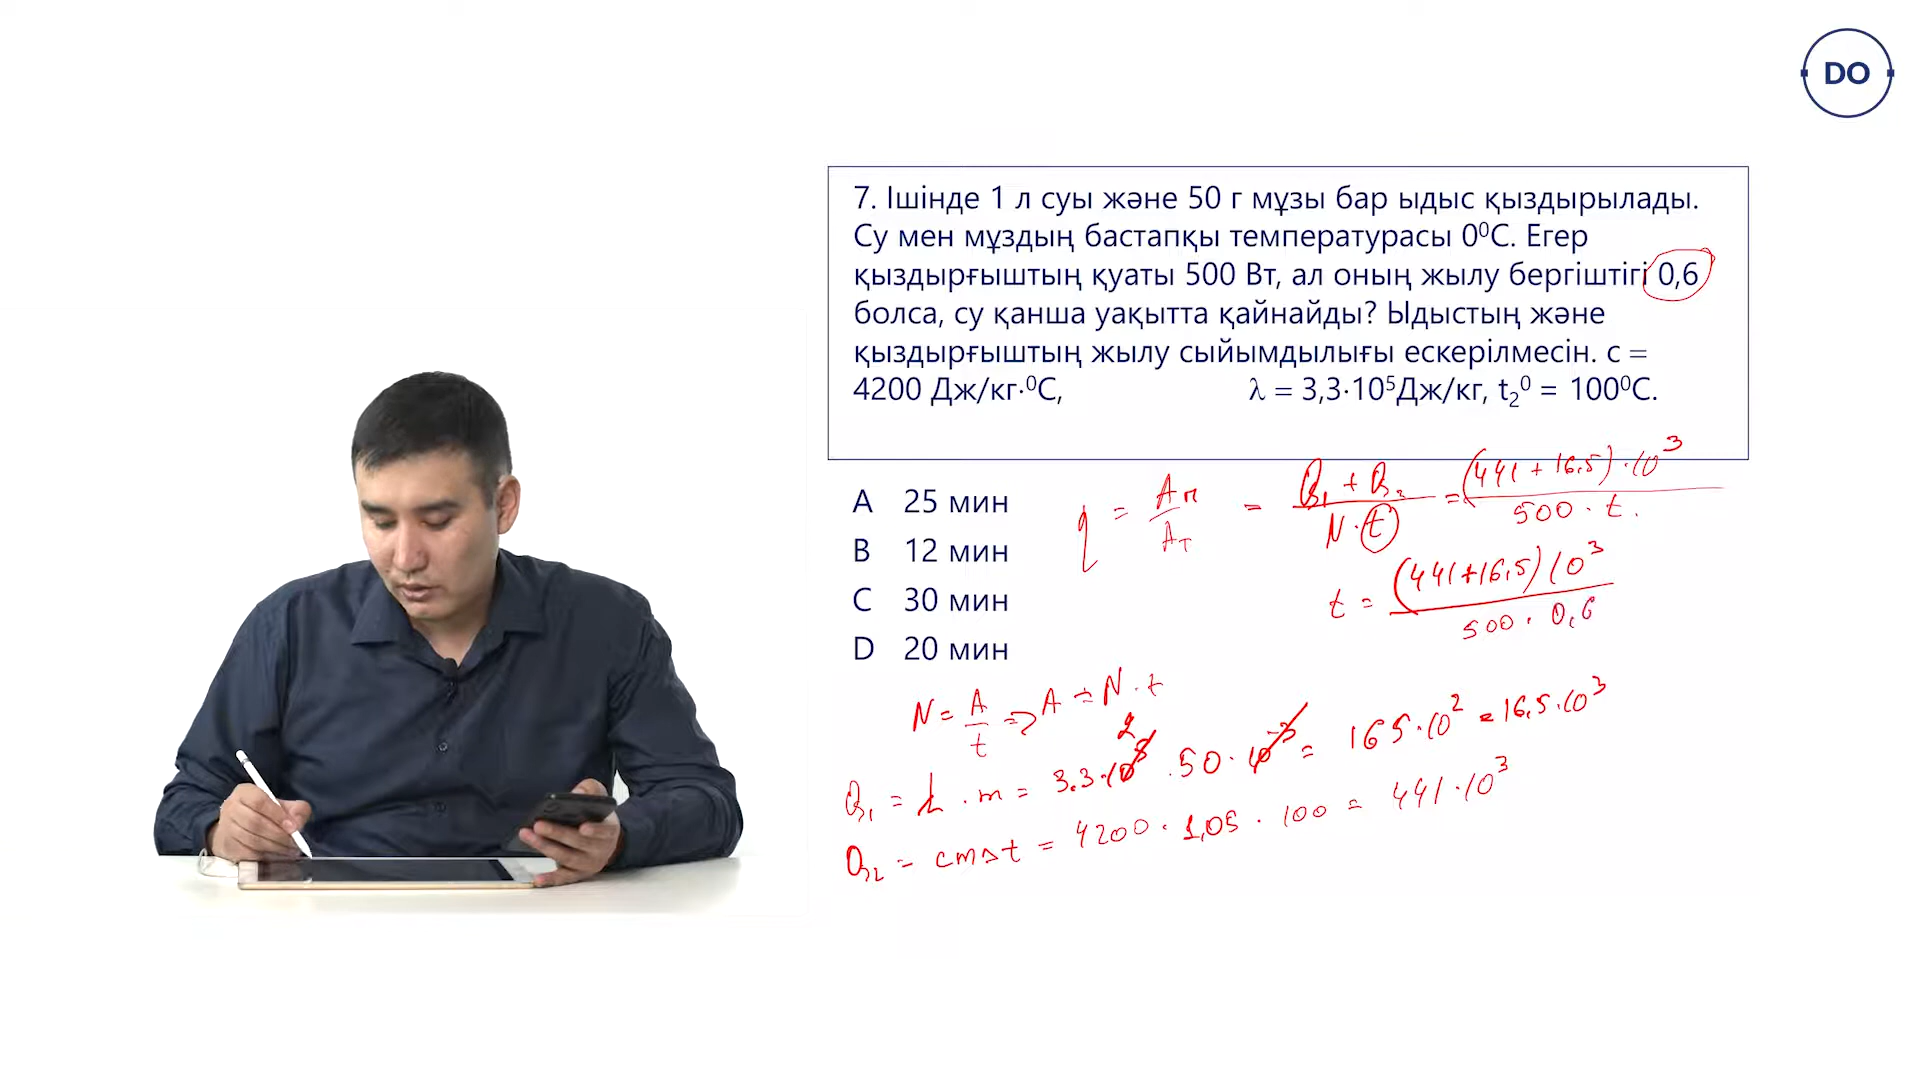 DO
7. Ішінде 1 л суы және 50 г мұзы бар ыдыс қыздырылады.
Су мен мұздың бастапқы температурасы 0⁰С. Егер
қыздырғыштың қуаты 500 Вт, ал оның жылу бергіштігі 0,6
болса, су қанша уақытта қайнайды? Ыдыстың және
қыздырғыштың жылу сыйымдылығы ескерілмесін. с =
4200 Дж/кг·⁰С, λ = 3,3·10⁵Дж/кг, t₂⁰ = 100⁰С.
A 25 мин
B 12 мин
C 30 мин
D 20 мин
η = Aп/Aт = (Q₁ + Q₂)/(N · t) = ((441 + 16.5) · 10³)/(500 · t).
t = ((441+16.5) 10³)/(500 · 0,6)
N = A/t => A = N · t
Q₁ = λ · m = 3.3·10⁵ 2 · 50 · 10⁻³ = 165·10² = 16.5·10³
Q₂ = cm∆t = 4200 · 1,05 · 100 = 441·10³